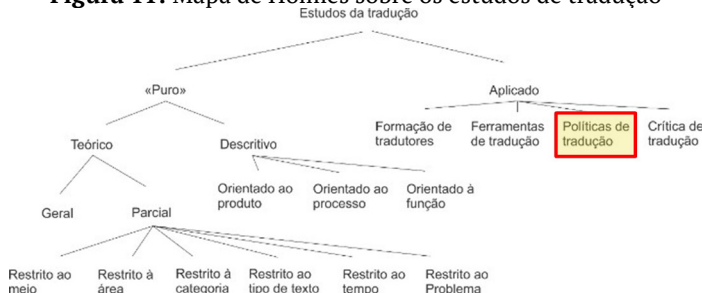 Figura 11: Mapa de Holmes sobre os estudos de tradução
Estudos da tradução
«Puro»
Aplicado
Formação de
tradutores
Ferramentas
de tradução
Políticas de
tradução
Crítica de
tradução
Teórico
Descritivo
Orientado ao
produto
Orientado ao
processo
Orientado à
função
Geral
Parcial
Restrito ao
meio
Restrito à
área
Restrito à
categoria
Restrito ao
tipo de texto
Restrito ao
tempo
Restrito ao
Problema